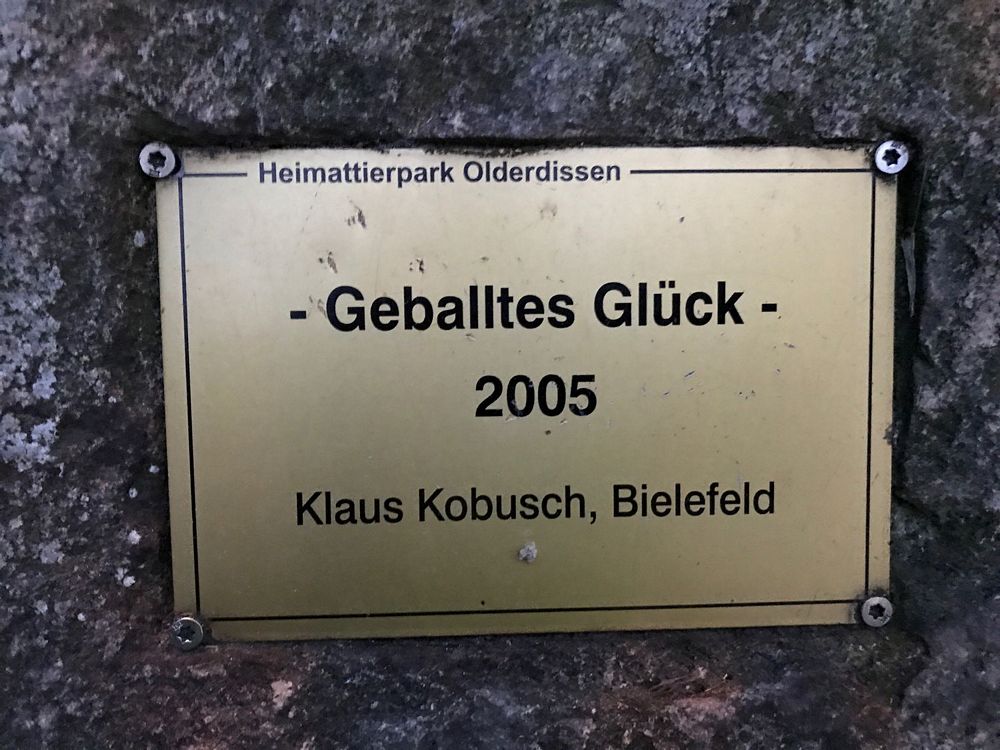 Heimattierpark Olderdissen
- Geballtes Glück -
2005
Klaus Kobusch, Bielefeld